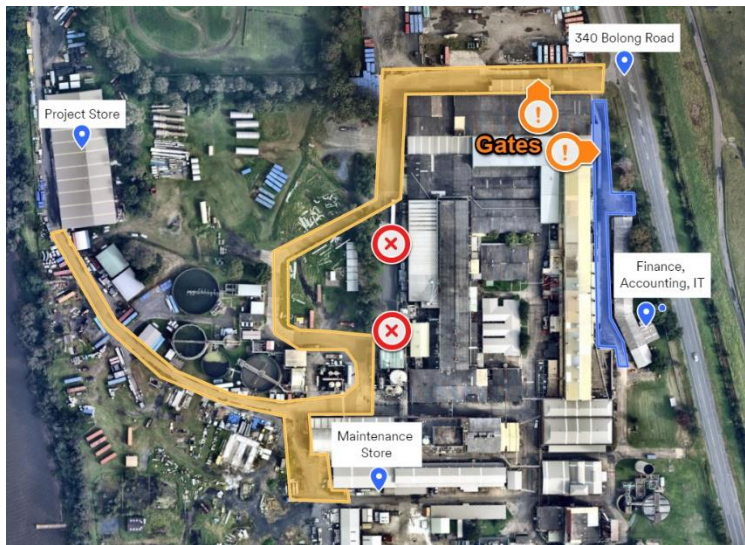 340 Bolong Road
Project Store
!
Gates
!
Finance,
Accounting, IT
Maintenance
Store